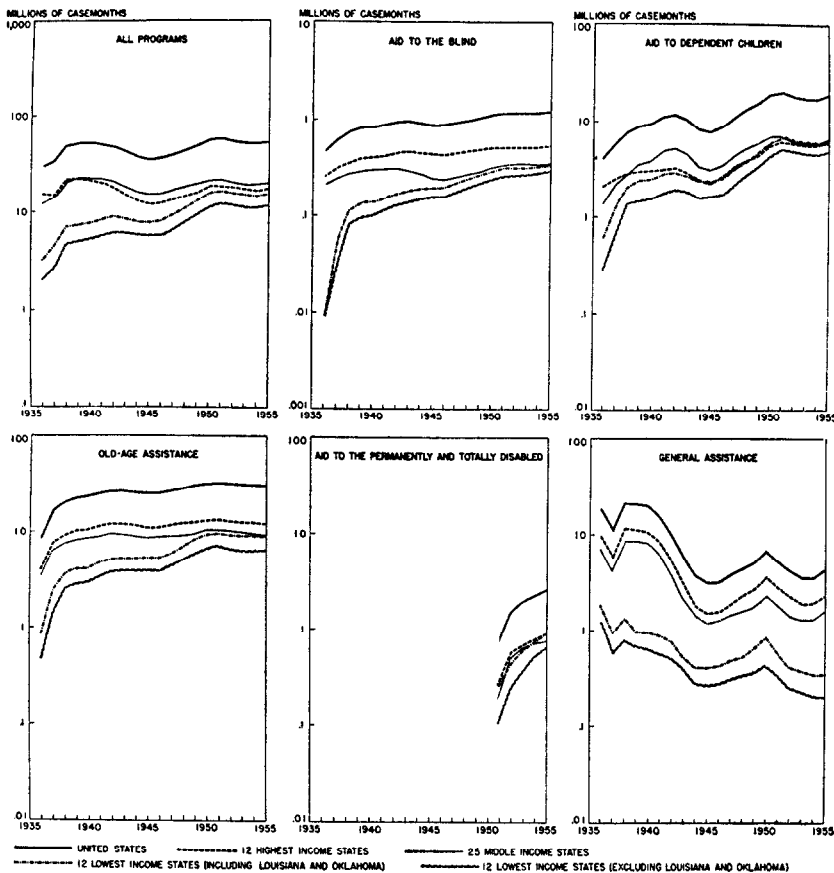 MILLIONS OF CASEMONTHS
MILLIONS OF CASEMONTHS
MILLIONS OF CASEMONTHS
1,000
100
10
1
.1
ALL PROGRAMS
1935 1940 1945 1950 1955
10
1
.1
.01
.001
AID TO THE BLIND
1935 1940 1945 1950 1955
100
10
1
.1
.01
AID TO DEPENDENT CHILDREN
1935 1940 1945 1950 1955
100
10
1
.1
.01
OLD-AGE ASSISTANCE
1935 1940 1945 1950 1955
100
10
1
.1
.01
AID TO THE PERMANENTLY AND TOTALLY DISABLED
1935 1940 1945 1950 1955
100
10
1
.1
.01
GENERAL ASSISTANCE
1935 1940 1945 1950 1955
UNITED STATES
12 HIGHEST INCOME STATES
25 MIDDLE INCOME STATES
12 LOWEST INCOME STATES (INCLUDING LOUISIANA AND OKLAHOMA)
12 LOWEST INCOME STATES (EXCLUDING LOUISIANA AND OKLAHOMA)